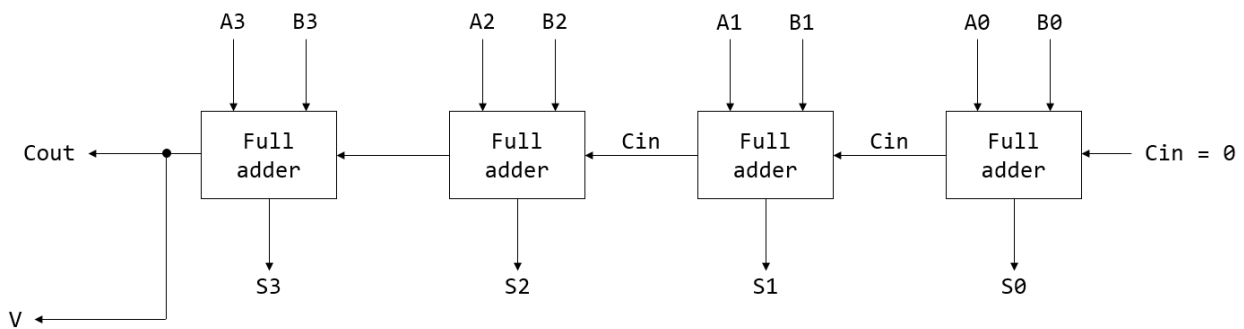 A3 B3 A2 B2 A1 B1 A0 B0
Full adder
Full adder
Full adder
Full adder
Cout
Cin
Cin
Cin = 0
S3 S2 S1 S0
V